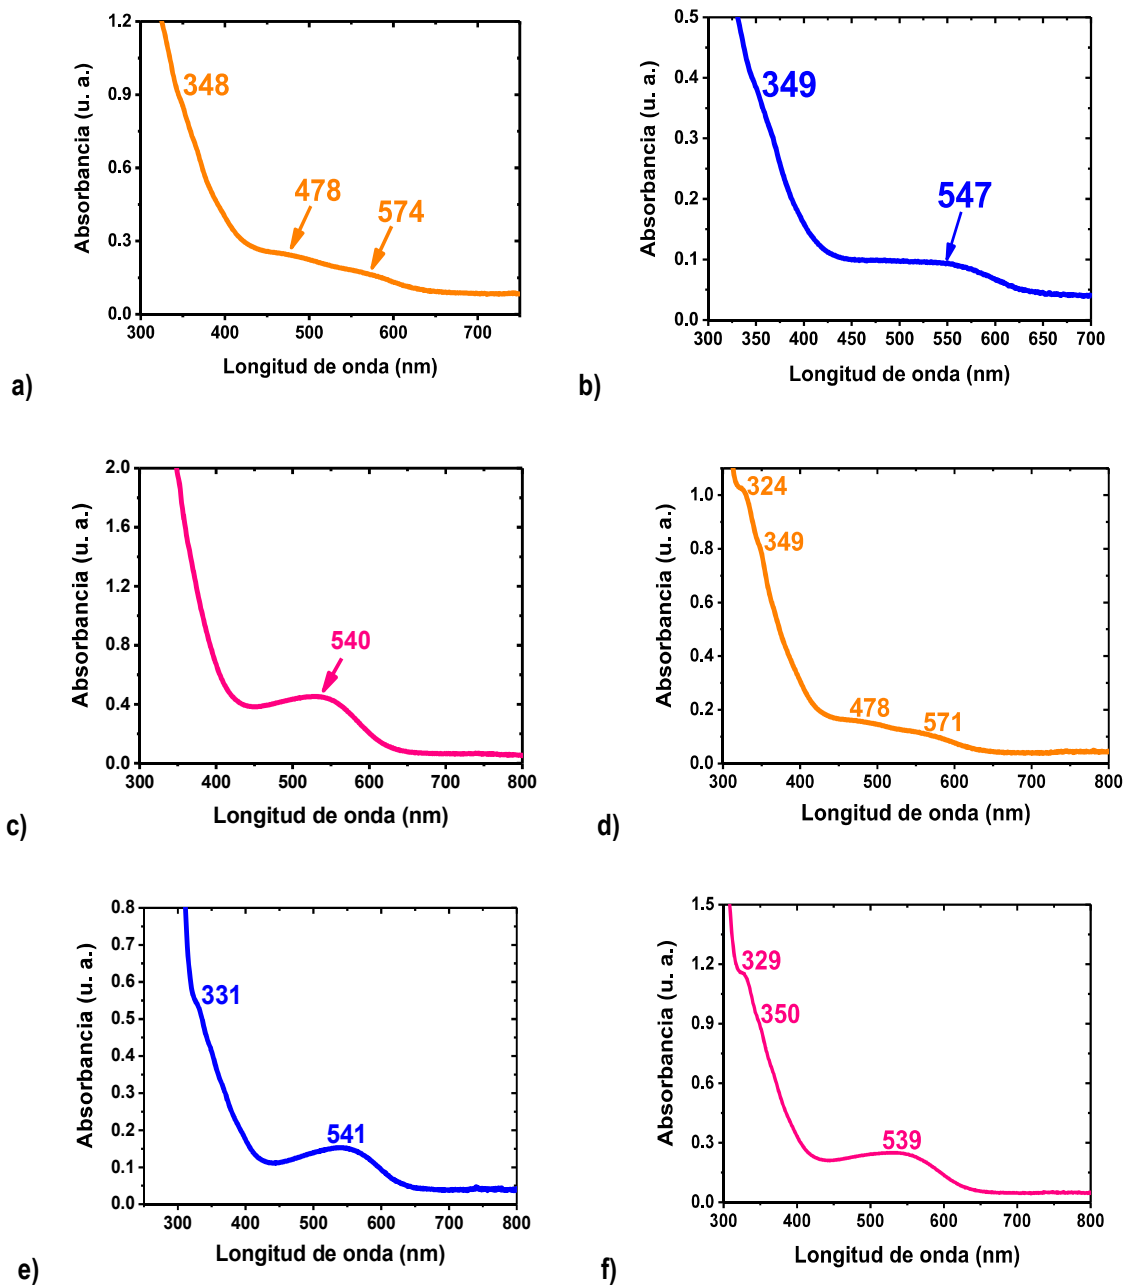 1.2
0.9
0.6
0.3
0.0
Absorbancia (u. a.)
348
478
574
300 400 500 600 700
Longitud de onda (nm)
a)
0.5
0.4
0.3
0.2
0.1
0.0
Absorbancia (u. a.)
349
547
300 350 400 450 500 550 600 650 700
Longitud de onda (nm)
b)
2.0
1.6
1.2
0.8
0.4
0.0
Absorbancia (u. a.)
540
300 400 500 600 700 800
Longitud de onda (nm)
c)
1.0
0.8
0.6
0.4
0.2
0.0
Absorbancia (u. a.)
324
349
478
571
300 400 500 600 700 800
Longitud de onda (nm)
d)
0.8
0.7
0.6
0.5
0.4
0.3
0.2
0.1
0.0
Absorbancia (u. a.)
331
541
300 400 500 600 700 800
Longitud de onda (nm)
e)
1.5
1.2
0.9
0.6
0.3
0.0
Absorbancia (u. a.)
329
350
539
300 400 500 600 700 800
Longitud de onda (nm)
f)